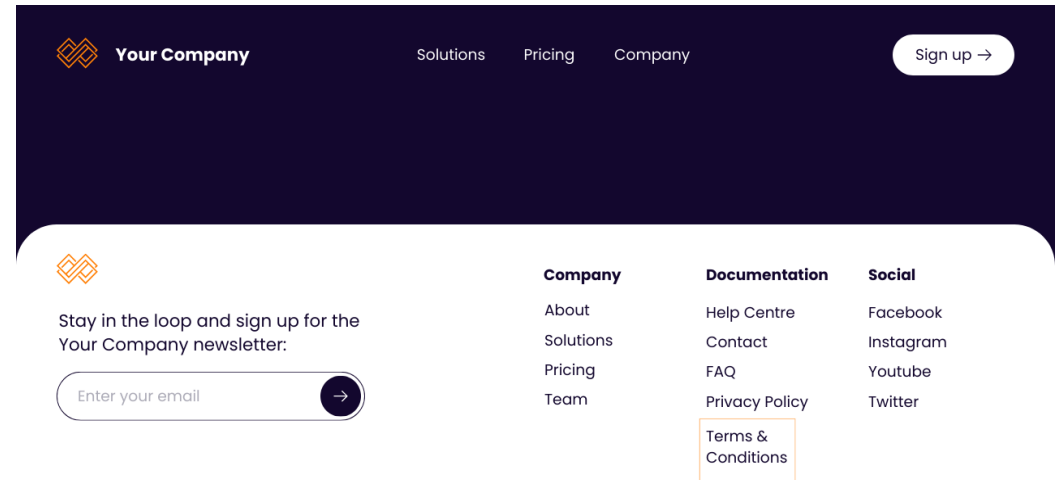 Your Company
Solutions
Pricing
Company
Sign up →
Stay in the loop and sign up for the
Your Company newsletter:
Enter your email
→
Company
About
Solutions
Pricing
Team
Documentation
Help Centre
Contact
FAQ
Privacy Policy
Terms &
Conditions
Social
Facebook
Instagram
Youtube
Twitter